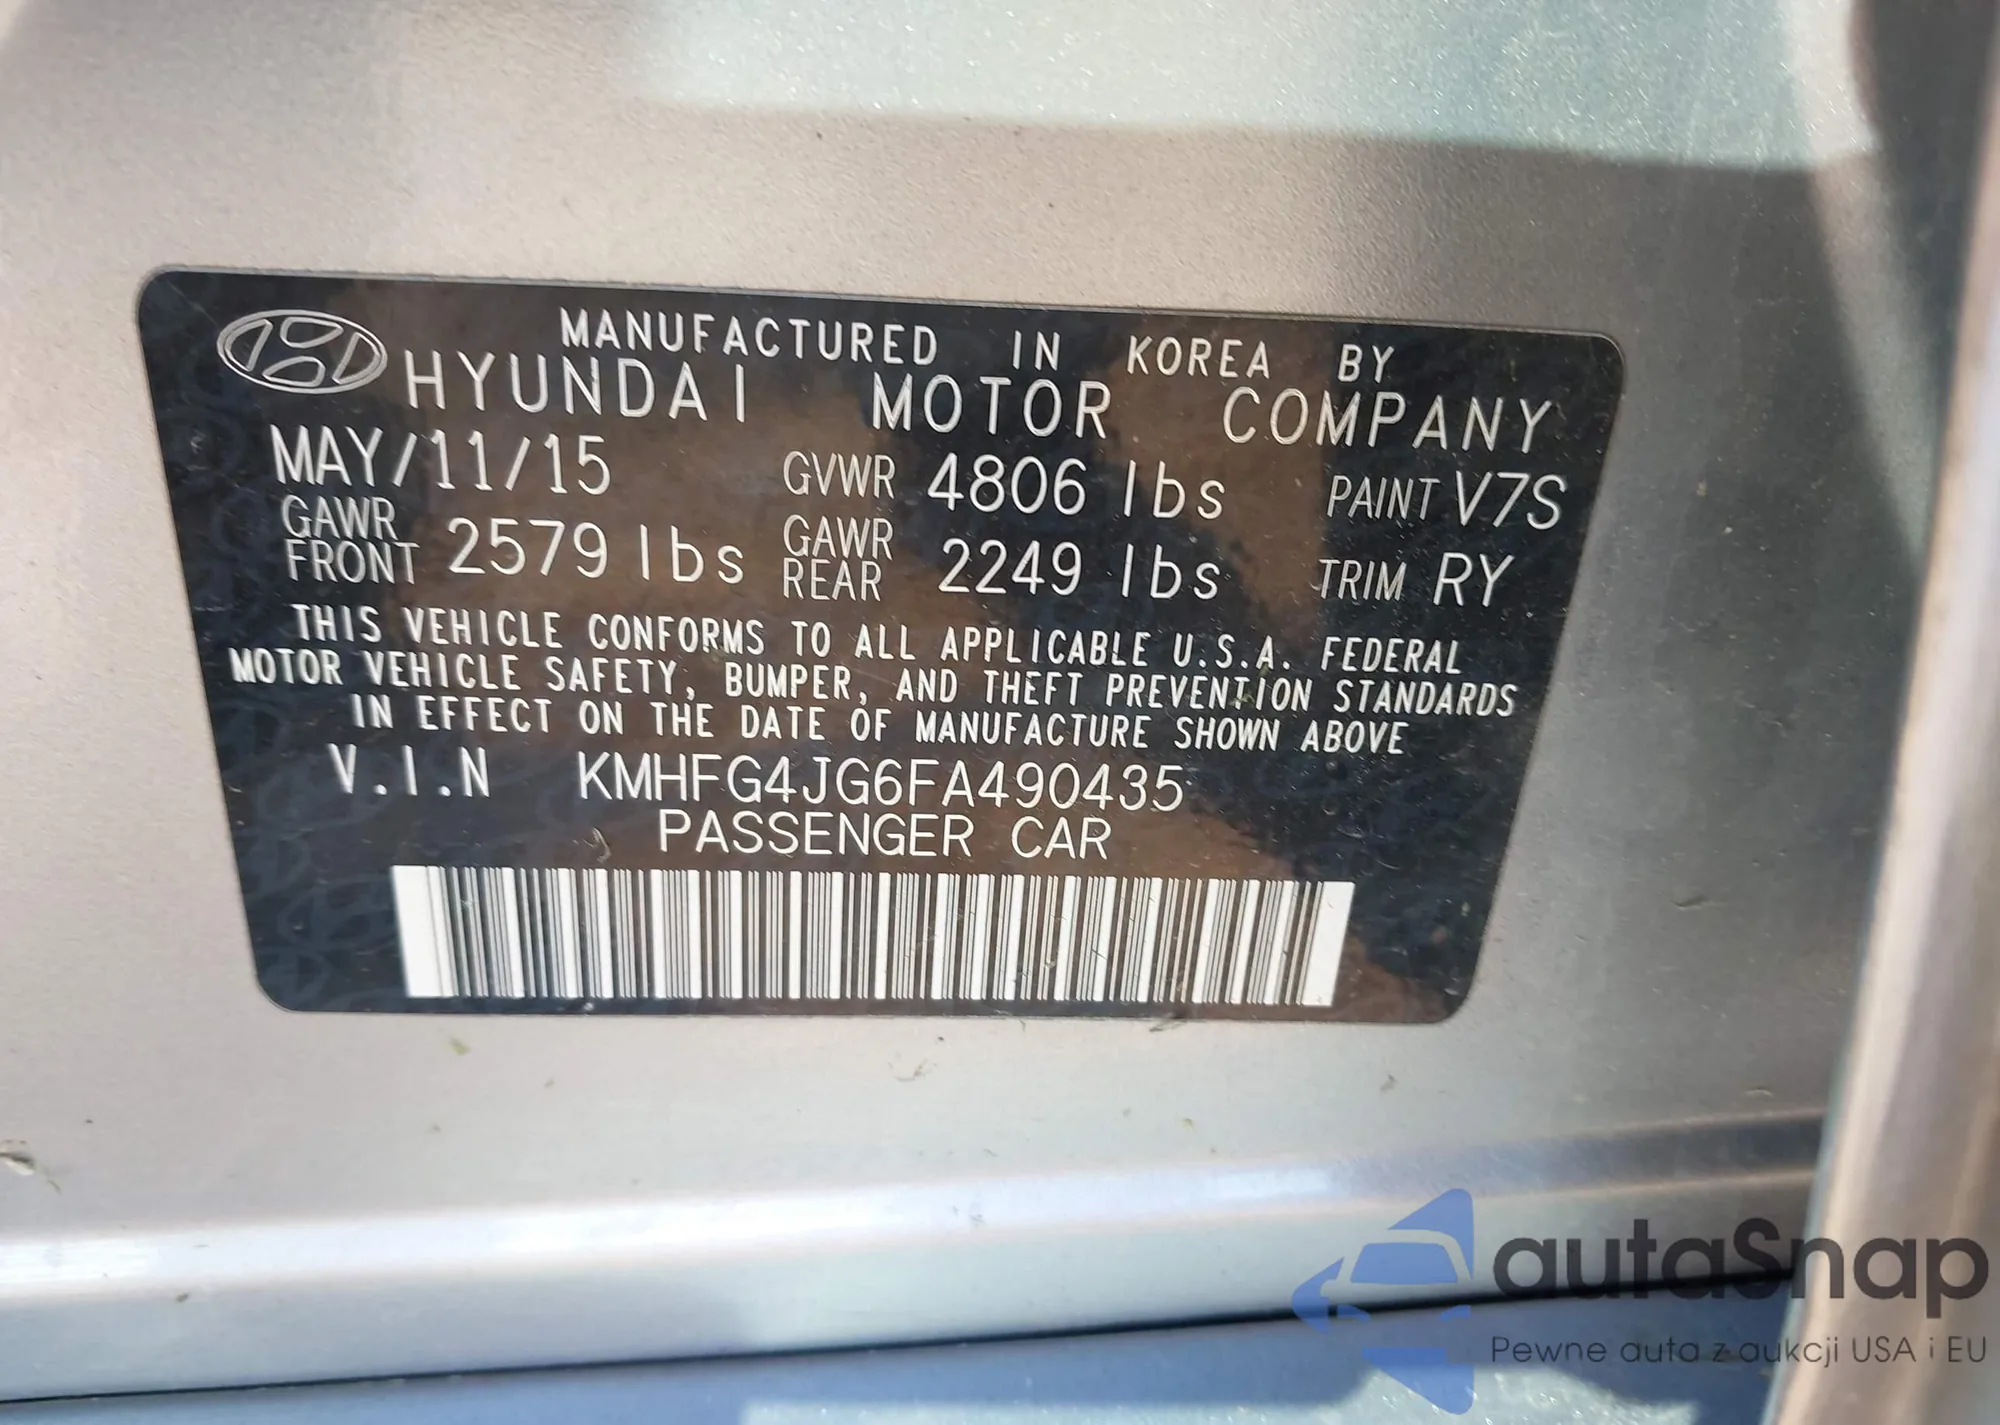 MANUFACTURED IN KOREA BY
HYUNDAI MOTOR COMPANY
MAY/11/15 GVWR 4806 lbs PAINT V7S
GAWR FRONT 2579 lbs GAWR REAR 2249 lbs TRIM RY
THIS VEHICLE CONFORMS TO ALL APPLICABLE U.S.A. FEDERAL
MOTOR VEHICLE SAFETY, BUMPER, AND THEFT PREVENTION STANDARDS
IN EFFECT ON THE DATE OF MANUFACTURE SHOWN ABOVE
V.I.N KMHFG4JG6FA490435
PASSENGER CAR
autaSnap
Pewne auta z aukcji USA i EU